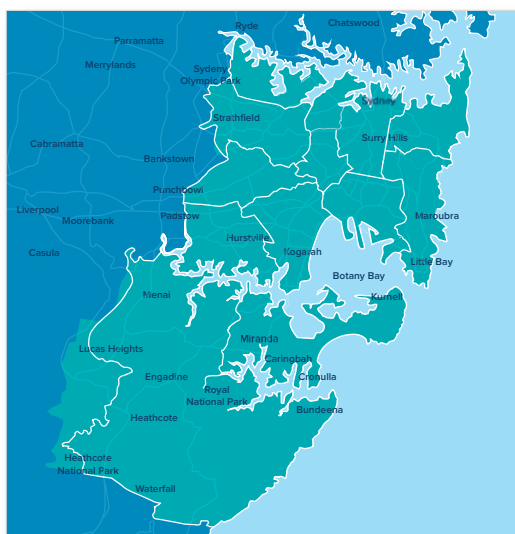 Ryde
Chatswood
Parramatta
Merrylands
Sydeny
Olympic Park
Sydney
Strathfield
Surry Hills
Cabramatta
Bankstown
Punchbowl
Liverpool
Moorebank
Padstow
Maroubra
Hurstville
Kogarah
Casula
Little Bay
Botany Bay
Menai
Kurnell
Miranda
Lucas Heights
Caringbah
Engadine
Cronulla
Royal
National Park
Bundeena
Heathcote
Heathcote
National Park
Waterfall